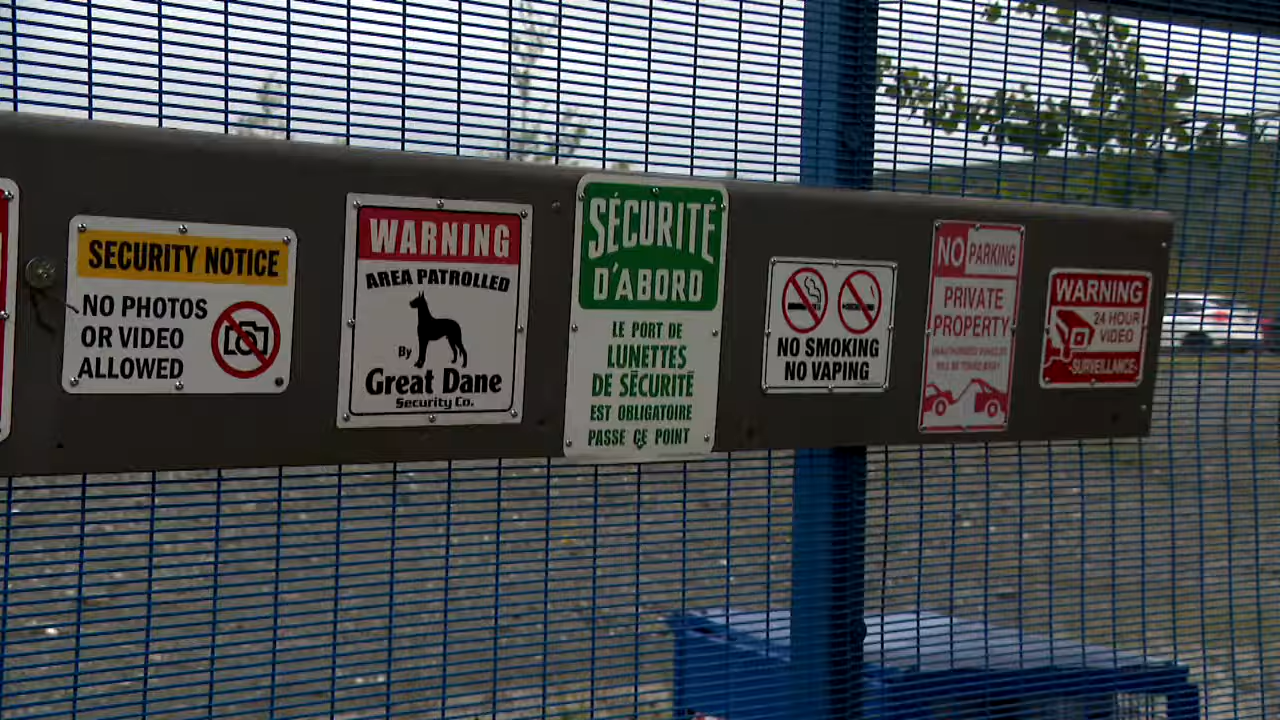 SECURITY NOTICE
NO PHOTOS
OR VIDEO
ALLOWED
WARNING
AREA PATROLLED
By
Great Dane
Security Co.
SÉCURITÉ
D'ABORD
LE PORT DE
LUNETTES
DE SÉCURITÉ
EST OBLIGATOIRE
PASSE CE POINT
NO SMOKING
NO VAPING
NO PARKING
PRIVATE
PROPERTY
UNAUTHORIZED VEHICLES
WILL BE TOWED AWAY
WARNING
24 HOUR
VIDEO
SURVEILLANCE